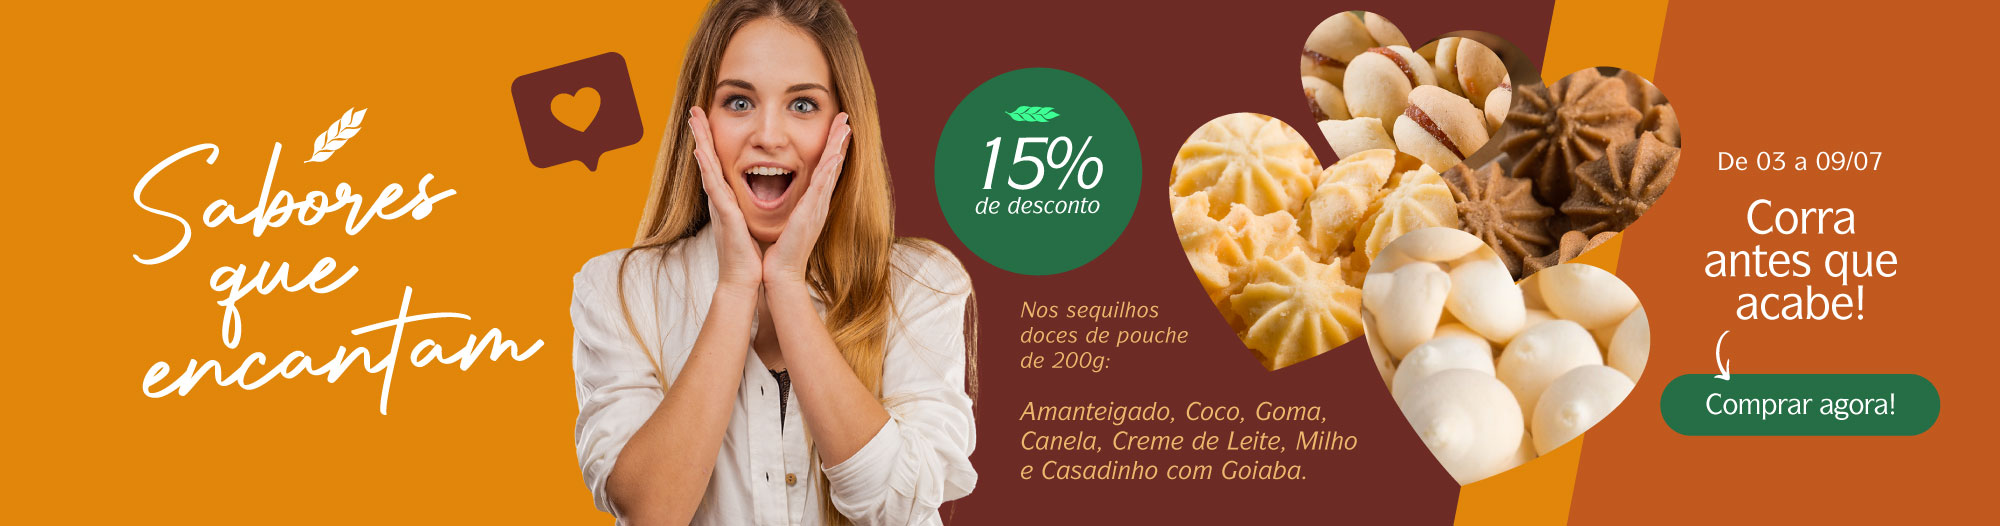 Sabores
que
encantam
15%
de desconto
Nos sequilhos
doces de pouche
de 200g:
Amanteigado, Coco, Goma,
Canela, Creme de Leite, Milho
e Casadinho com Goiaba.
De 03 a 09/07
Corra
antes que
acabe!
Comprar agora!